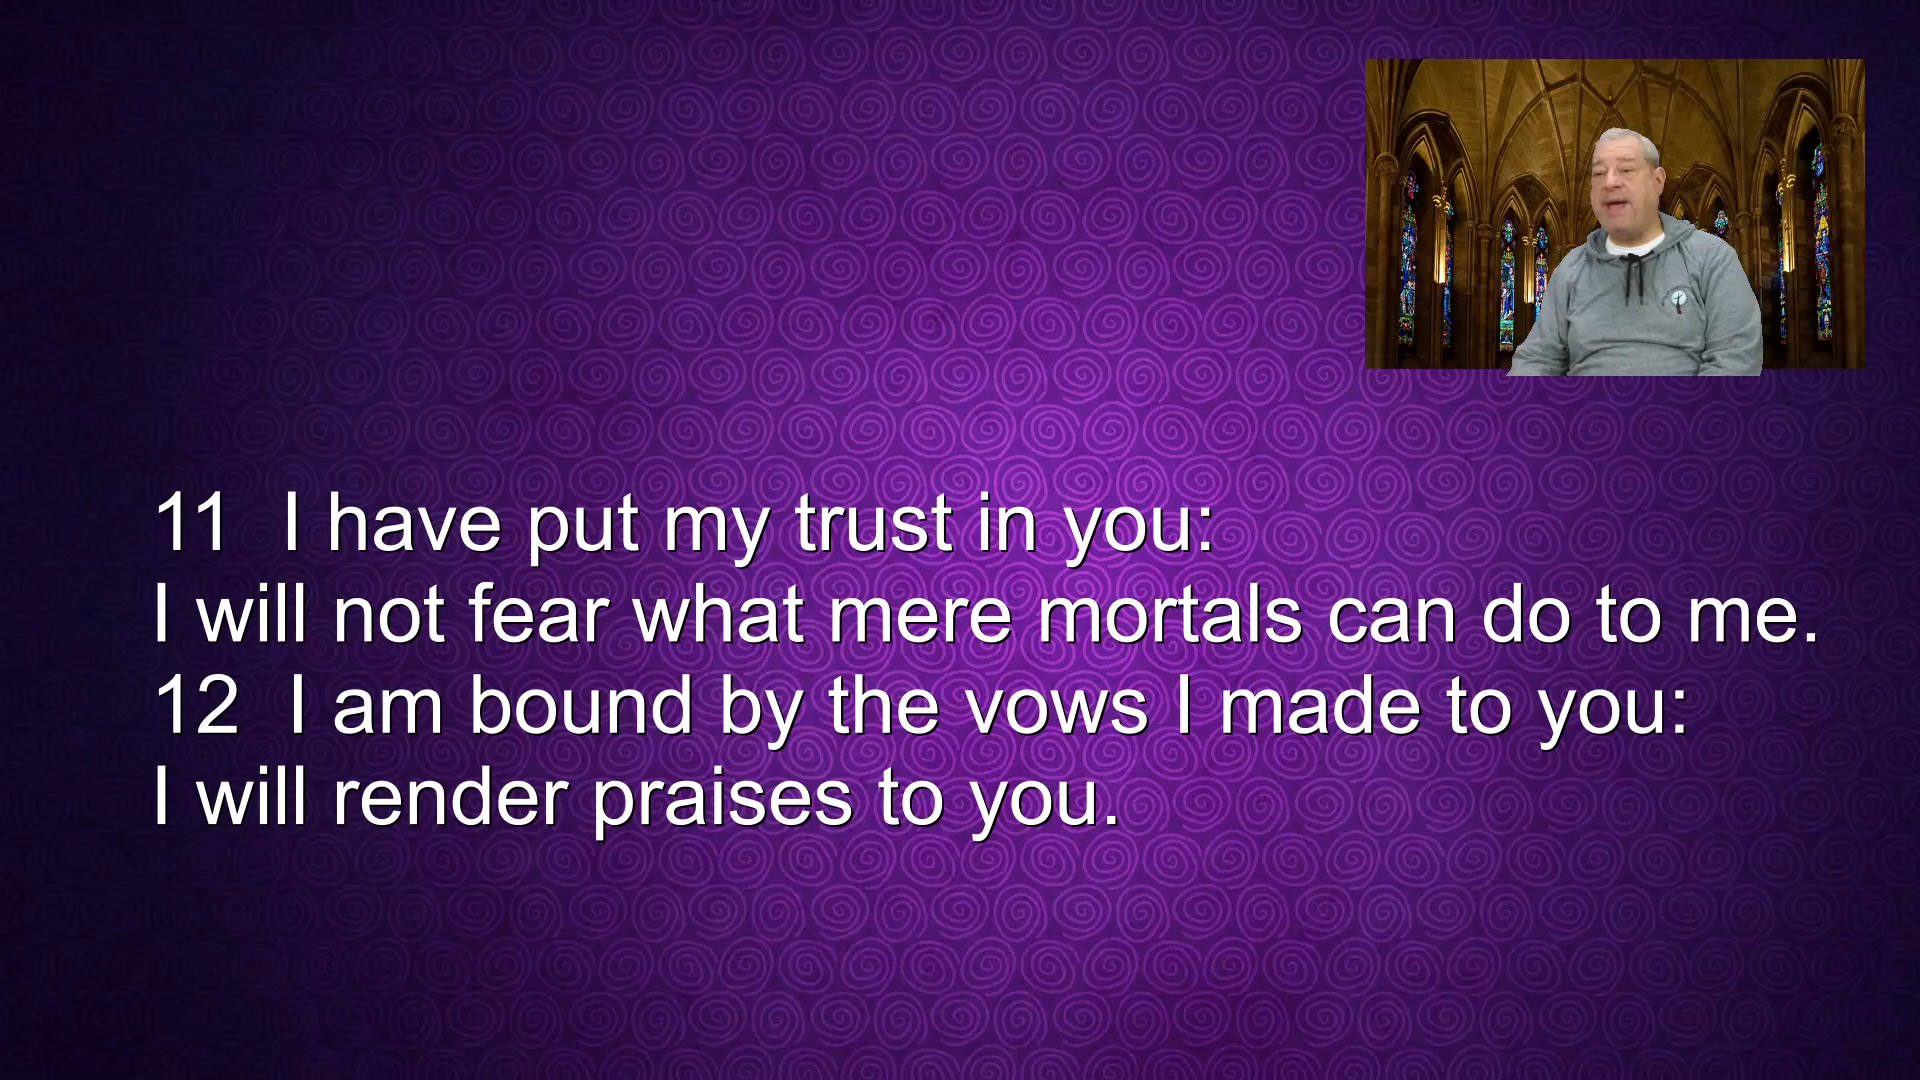 11 I have put my trust in you:
I will not fear what mere mortals can do to me.
12 I am bound by the vows I made to you:
I will render praises to you.